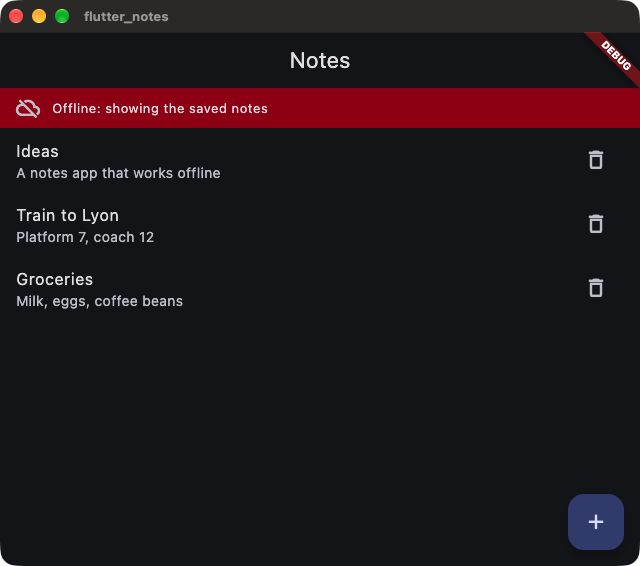 flutter_notes
Notes
DEBUG
Offline: showing the saved notes
Ideas
A notes app that works offline
Train to Lyon
Platform 7, coach 12
Groceries
Milk, eggs, coffee beans